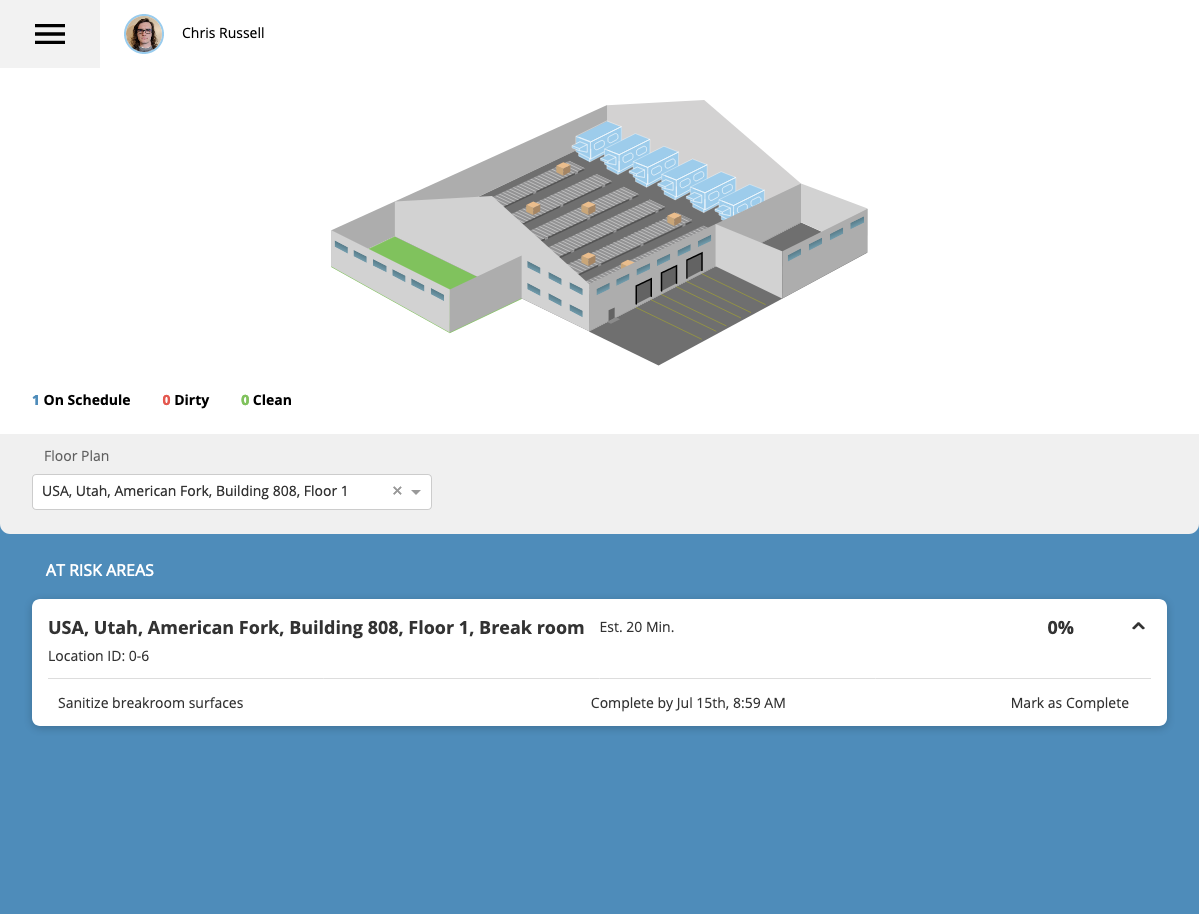 Chris Russell
1 On Schedule 0 Dirty 0 Clean
Floor Plan
USA, Utah, American Fork, Building 808, Floor 1
AT RISK AREAS
USA, Utah, American Fork, Building 808, Floor 1, Break room Est. 20 Min. 0%
Location ID: 0-6
Sanitize breakroom surfaces Complete by Jul 15th, 8:59 AM Mark as Complete